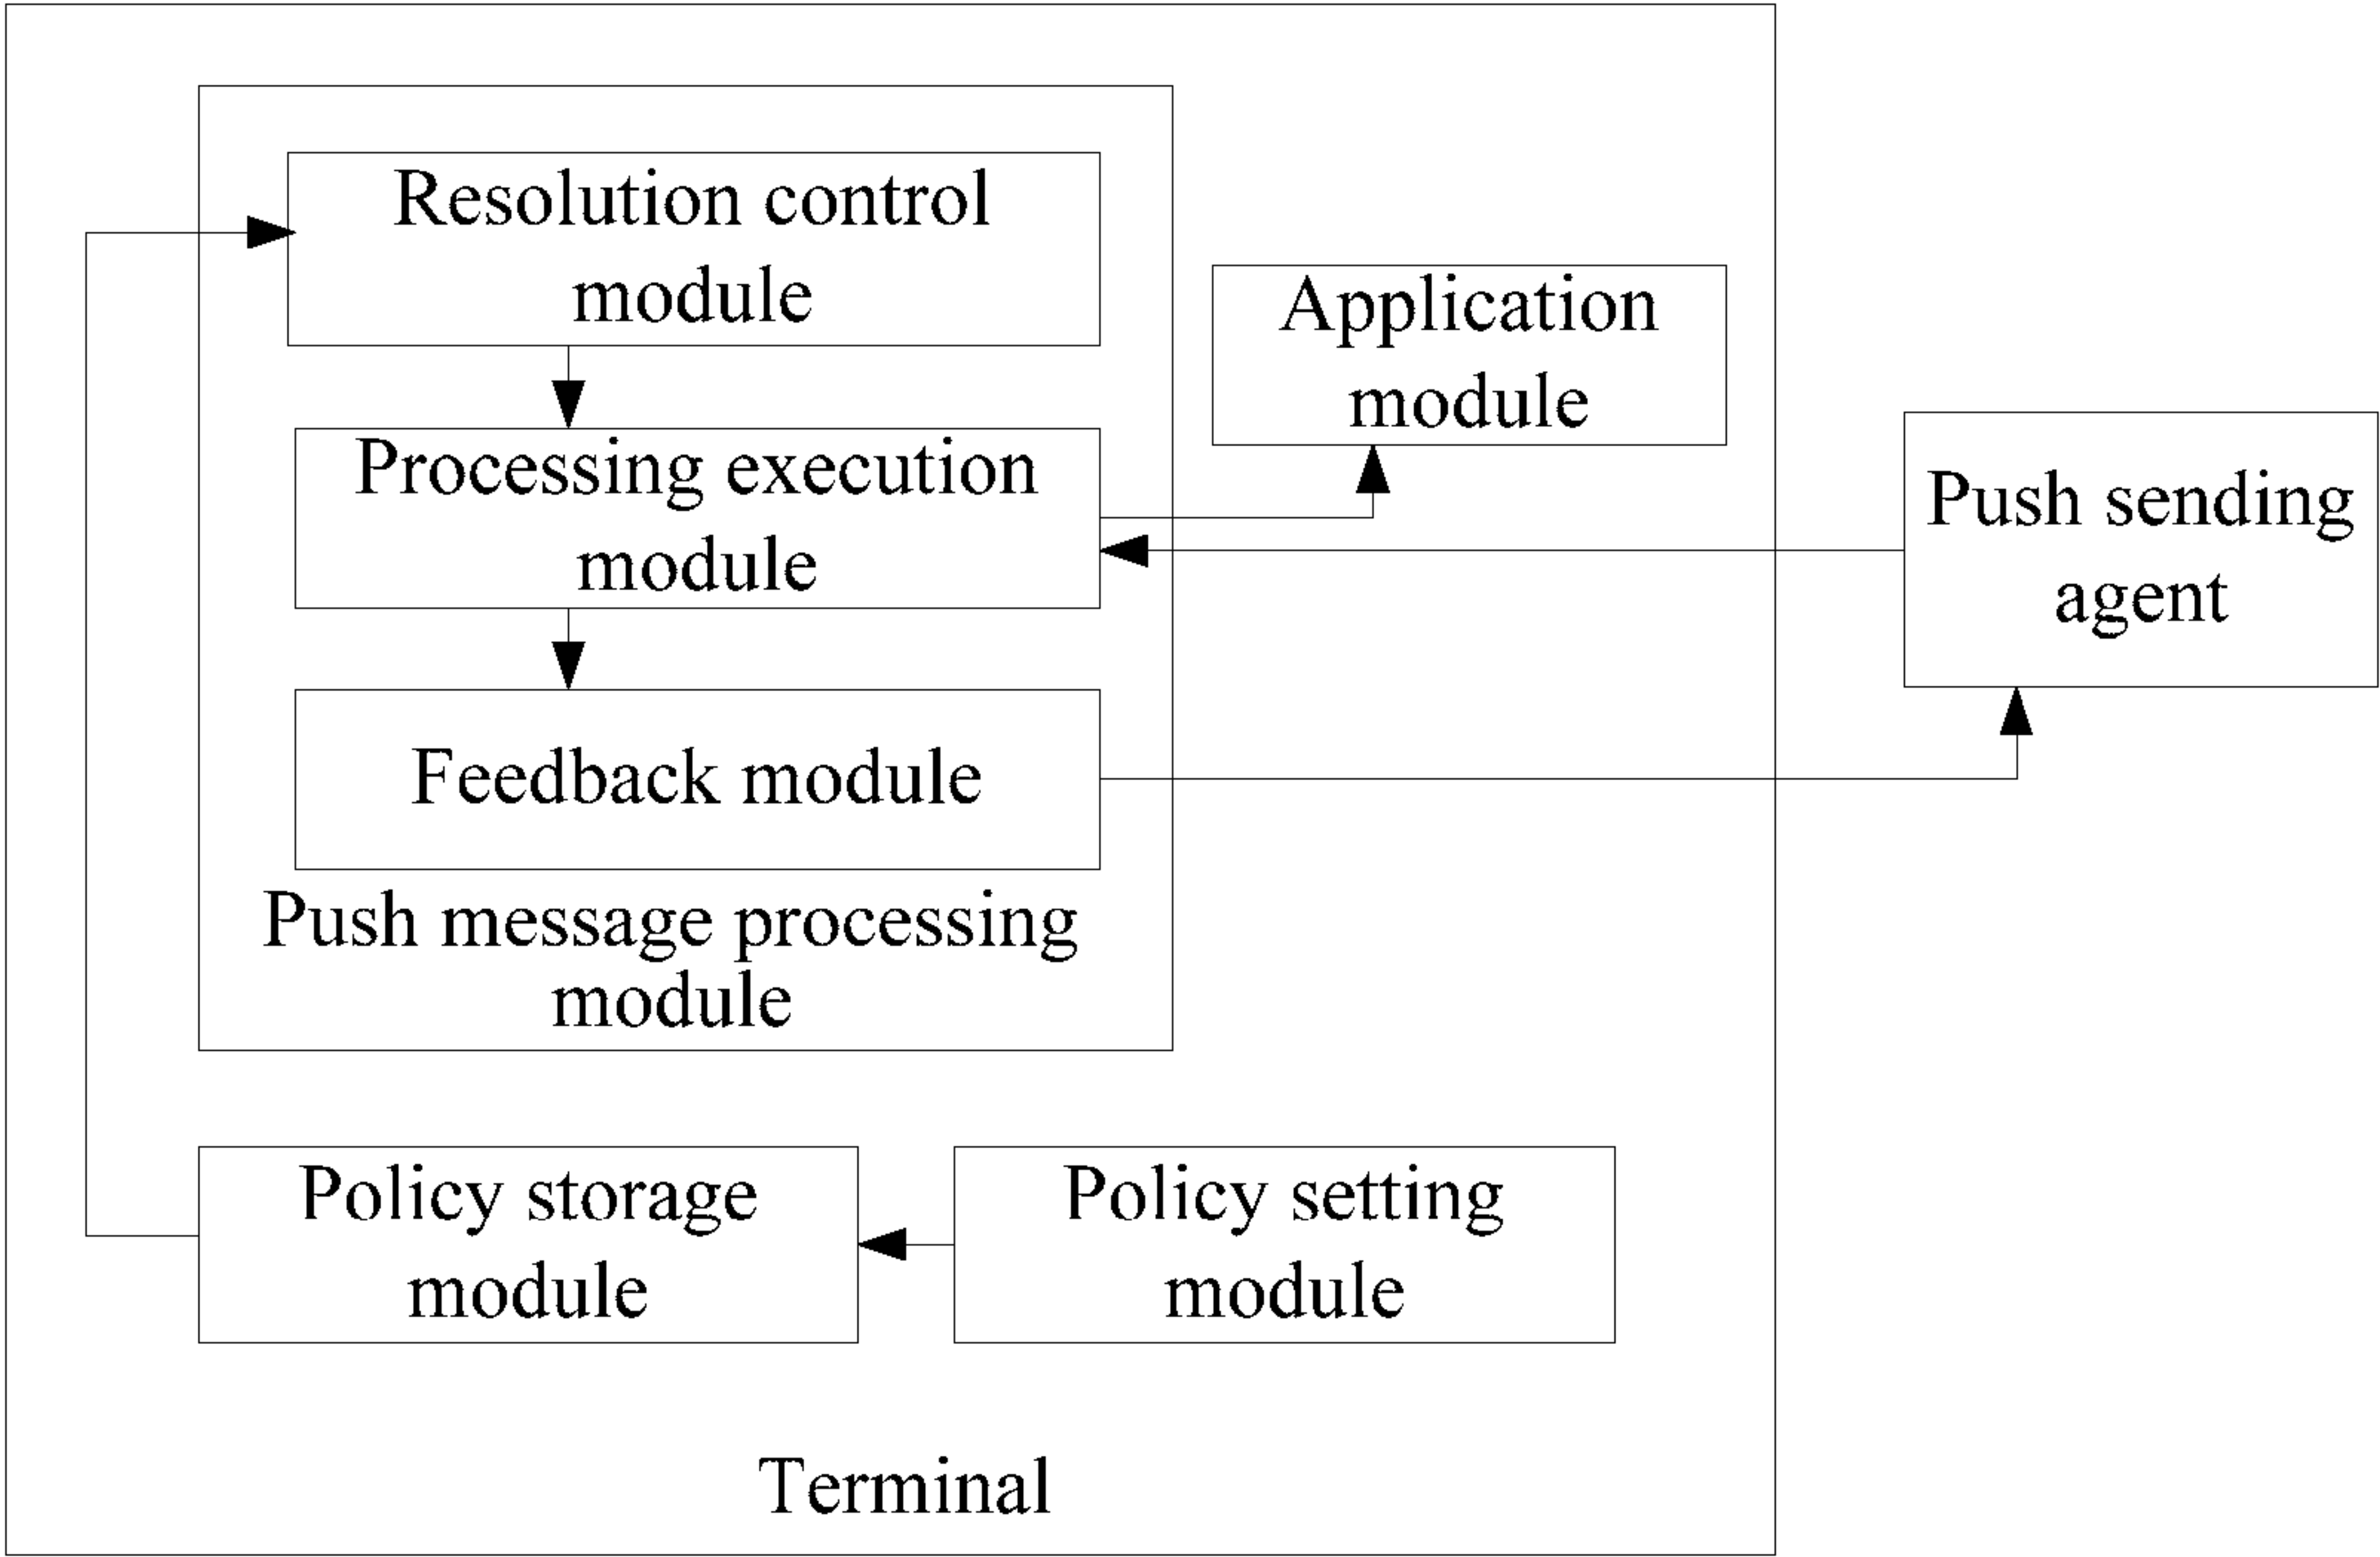 Resolution control
module
Application
module
Processing execution
module
Push sending
agent
Feedback module
Push message processing
module
Policy storage
module
Policy setting
module
Terminal